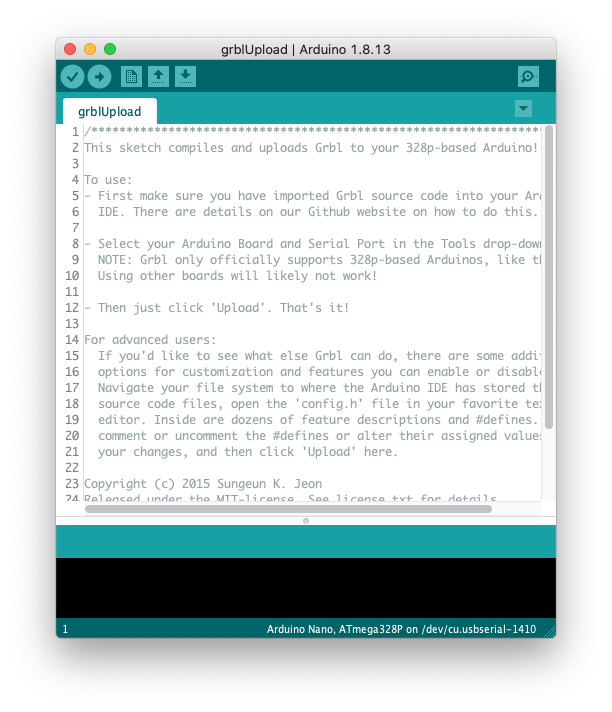 grblUpload | Arduino 1.8.13
grblUpload
1 /******************************************************************
2 This sketch compiles and uploads Grbl to your 328p-based Arduino!
3
4 To use:
5 - First make sure you have imported Grbl source code into your Ar
6 IDE. There are details on our Github website on how to do this.
7
8 - Select your Arduino Board and Serial Port in the Tools drop-down
9 NOTE: Grbl only officially supports 328p-based Arduinos, like th
10 Using other boards will likely not work!
11
12 - Then just click 'Upload'. That's it!
13
14 For advanced users:
15 If you'd like to see what else Grbl can do, there are some addi
16 options for customization and features you can enable or disable
17 Navigate your file system to where the Arduino IDE has stored th
18 source code files, open the 'config.h' file in your favorite tex
19 editor. Inside are dozens of feature descriptions and #defines.
20 comment or uncomment the #defines or alter their assigned values
21 your changes, and then click 'Upload' here.
22
23 Copyright (c) 2015 Sungeun K. Jeon
24 Released under the MIT-license. See license.txt for details.
1
Arduino Nano, ATmega328P on /dev/cu.usbserial-1410